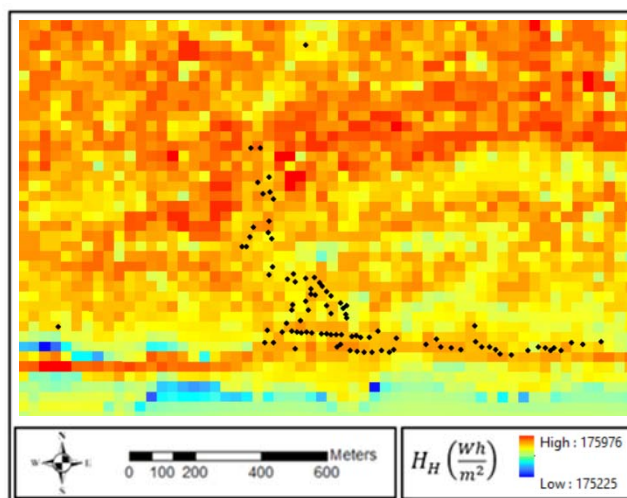 N
W E
S
Meters
0 100 200 400 600
H_H (Wh/m²)
High : 175976
Low : 175225